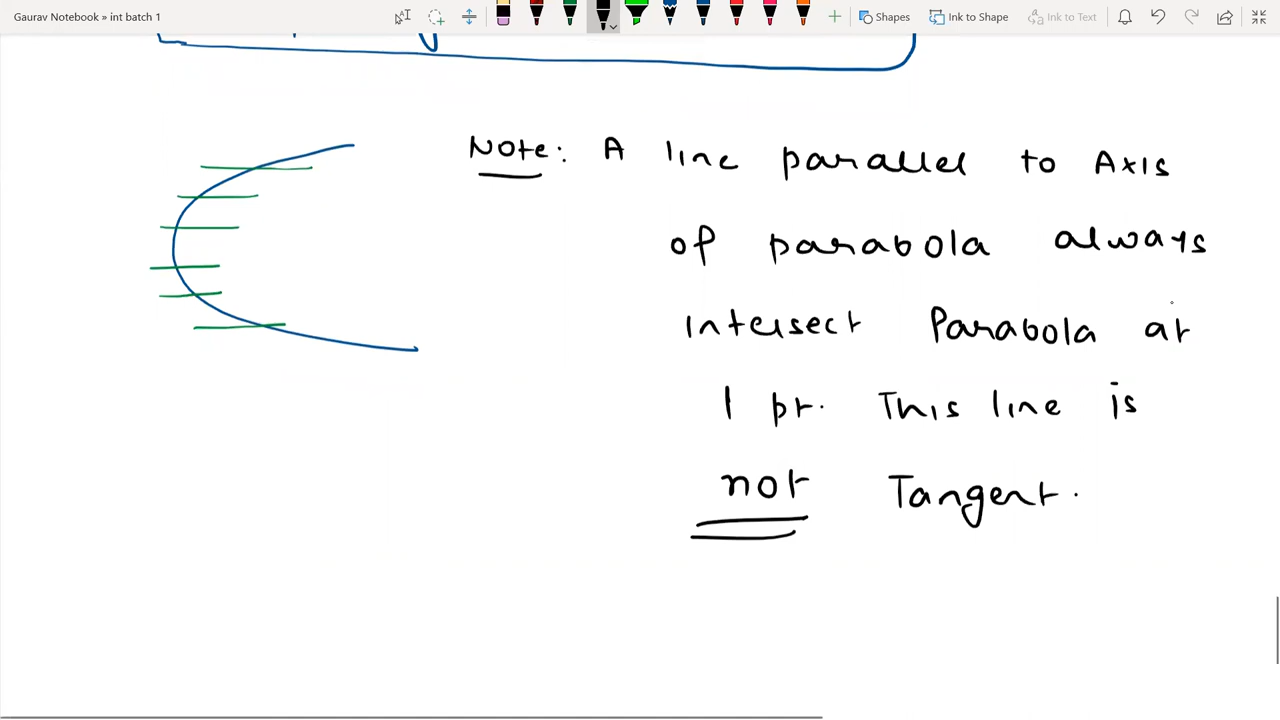 Gaurav Notebook » int batch 1
Shapes Ink to Shape Ink to Text
Note: A line parallel to Axis
of parabola always
intersect Parabola at
1 pt. This line is
not Tangent.